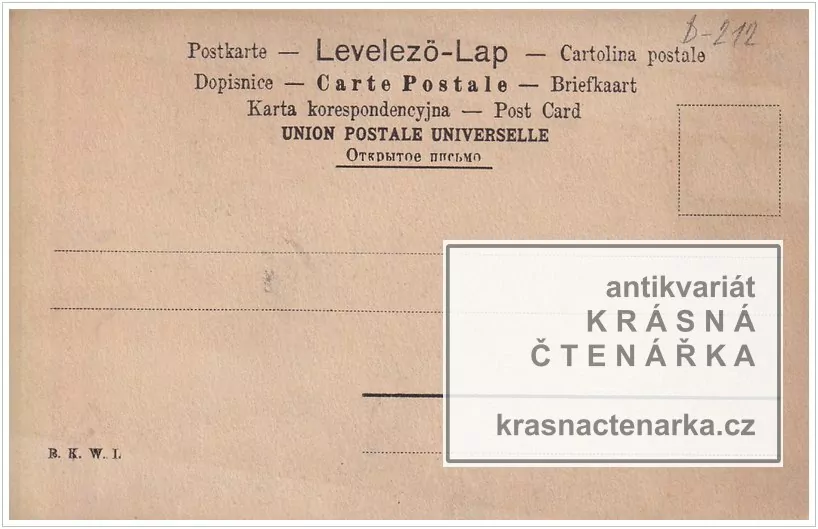 D-212
Postkarte — Levelező-Lap — Cartolina postale
Dopisnice — Carte Postale — Briefkaart
Karta korespondencyjna — Post Card
UNION POSTALE UNIVERSELLE
Открытое письмо
antikvariát
KRÁSNÁ
ČTENÁŘKA
krasnactenarka.cz
B. K. W. I.